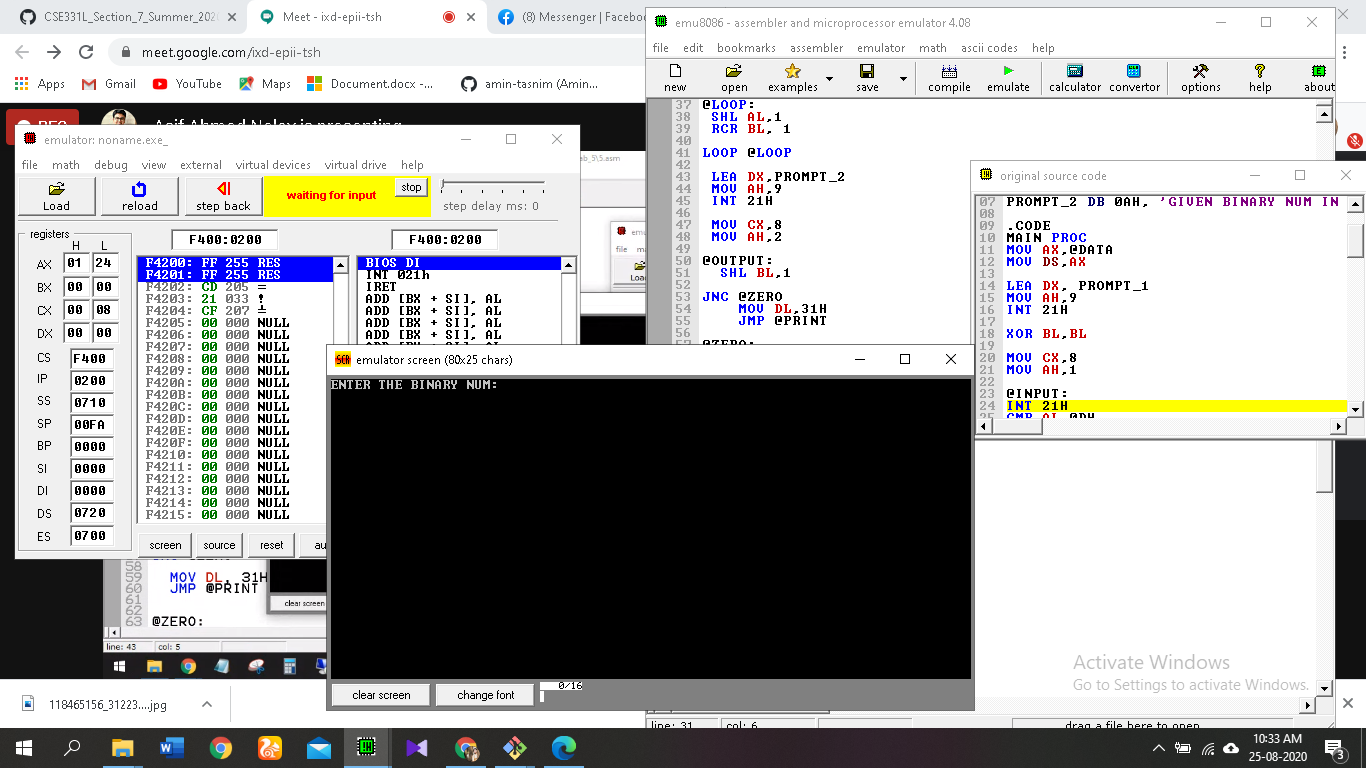 CSE331L_Section_7_Summer_202
Meet - ixd-epii-tsh
(8) Messenger | Facebook
meet.google.com/ixd-epii-tsh
Apps
Gmail
YouTube
Maps
Document.docx -...
amin-tasnim (Amin...
REC
Asif Ahmed Neloy is presenting
emu8086 - assembler and microprocessor emulator 4.08
file edit bookmarks assembler emulator math ascii codes help
new open examples save compile emulate calculator convertor options help about
37 @LOOP:
38 SHL AL,1
39 RCR BL, 1
40
41 LOOP @LOOP
42
43 LEA DX,PROMPT_2
44 MOV AH,9
45 INT 21H
46
47 MOV CX,8
48 MOV AH,2
49
50 @OUTPUT:
51 SHL BL,1
52
53 JNC @ZERO
54 MOV DL,31H
55 JMP @PRINT
56
57 @ZERO:
line: 31 col: 6
drag a file here to open
original source code
07 PROMPT_2 DB 0AH, 'GIVEN BINARY NUM IN
08
09 .CODE
10 MAIN PROC
11 MOV AX,@DATA
12 MOV DS,AX
13
14 LEA DX, PROMPT_1
15 MOV AH,9
16 INT 21H
17
18 XOR BL,BL
19
20 MOV CX,8
21 MOV AH,1
22
23 @INPUT:
24 INT 21H
25 CMP AL,0DH
emulator: noname.exe_
file math debug view external virtual devices virtual drive help
Load reload step back
waiting for input
stop
step delay ms: 0
registers
F400:0200
F400:0200
H L
AX 01 24
BX 00 00
CX 00 08
DX 00 00
CS F400
IP 0200
SS 0710
SP 00FA
BP 0000
SI 0000
DI 0000
DS 0720
ES 0700
F4200: FF 255 RES
F4201: FF 255 RES
F4202: CD 205 =
F4203: 21 033 !
F4204: CF 207 ╧
F4205: 00 000 NULL
F4206: 00 000 NULL
F4207: 00 000 NULL
F4208: 00 000 NULL
F4209: 00 000 NULL
F420A: 00 000 NULL
F420B: 00 000 NULL
F420C: 00 000 NULL
F420D: 00 000 NULL
F420E: 00 000 NULL
F420F: 00 000 NULL
F4210: 00 000 NULL
F4211: 00 000 NULL
F4212: 00 000 NULL
F4213: 00 000 NULL
F4214: 00 000 NULL
F4215: 00 000 NULL
BIOS DI
INT 021h
IRET
ADD [BX + SI], AL
ADD [BX + SI], AL
ADD [BX + SI], AL
ADD [BX + SI], AL
screen source reset au
ab_5\5.asm
emu
file ma
Loa
emulator screen (80x25 chars)
ENTER THE BINARY NUM:
clear screen
change font
0/16
58
59 MOV DL, 31H
60 JMP @PRINT
61
62
63 @ZERO:
clear screen
line: 43 col: 5
Activate Windows
Go to Settings to activate Windows.
118465156_31223....jpg
10:33 AM
25-08-2020
3